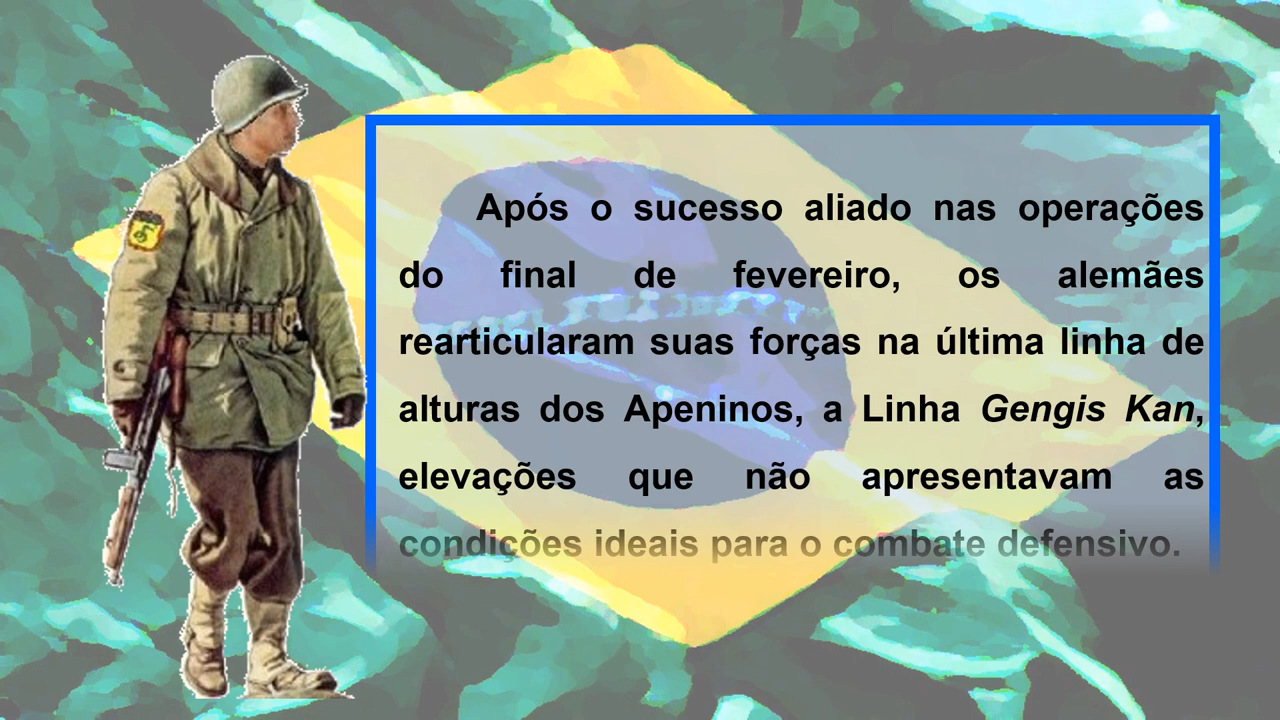 Após o sucesso aliado nas operações
do final de fevereiro, os alemães
rearticularam suas forças na última linha de
alturas dos Apeninos, a Linha Gengis Kan,
elevações que não apresentavam as
condições ideais para o combate defensivo.